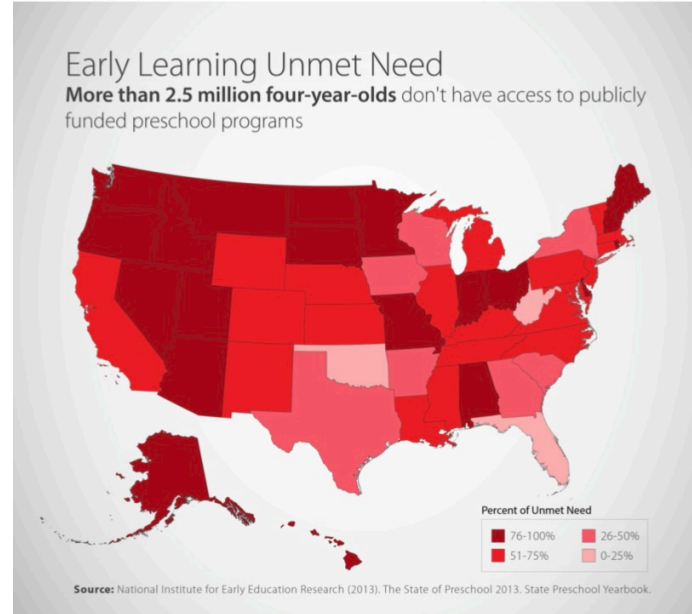 Early Learning Unmet Need
More than 2.5 million four-year-olds don't have access to publicly
funded preschool programs
Percent of Unmet Need
76-100%
26-50%
51-75%
0-25%
Source: National Institute for Early Education Research (2013). The State of Preschool 2013. State Preschool Yearbook.